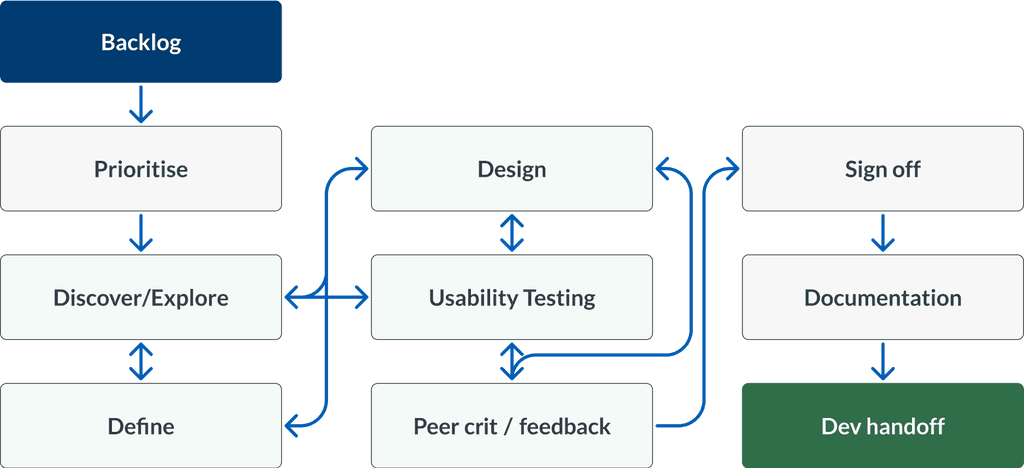 Backlog
Prioritise
Discover/Explore
Define
Design
Usability Testing
Peer crit / feedback
Sign off
Documentation
Dev handoff